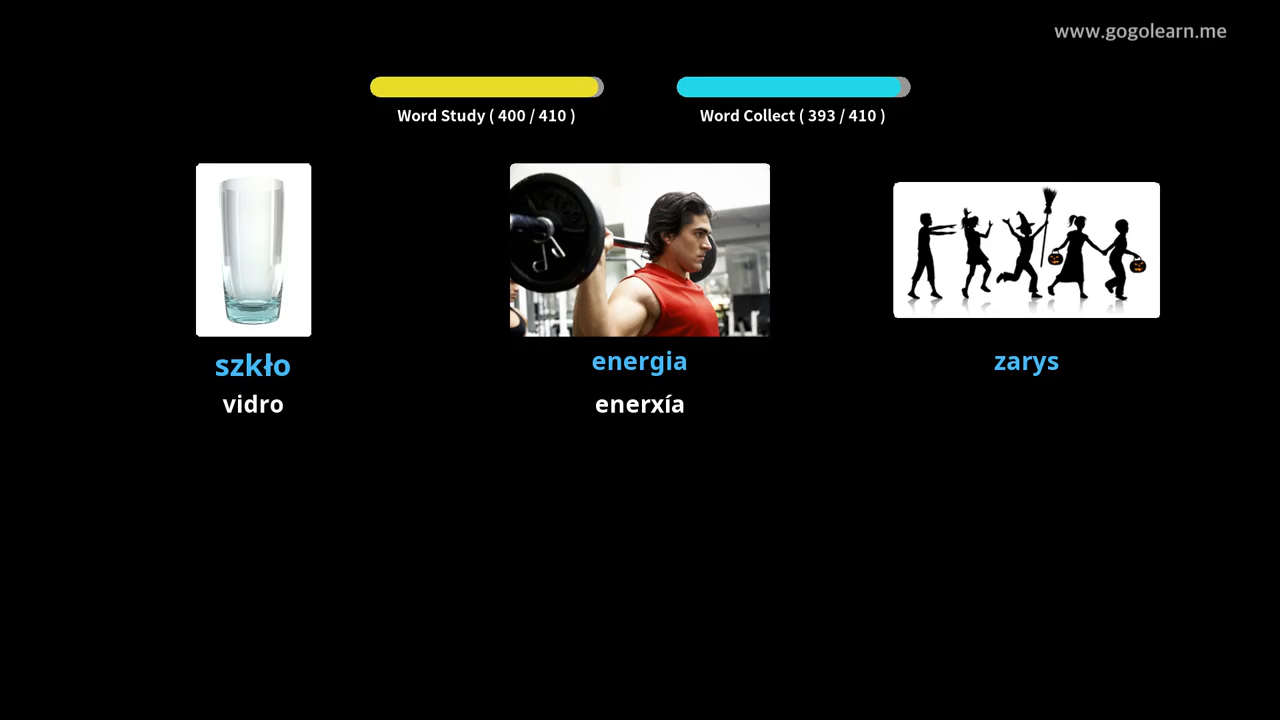 www.gogolearn.me
Word Study ( 400 / 410 )
Word Collect ( 393 / 410 )
szkło
energia
zarys
vidro
enerxía